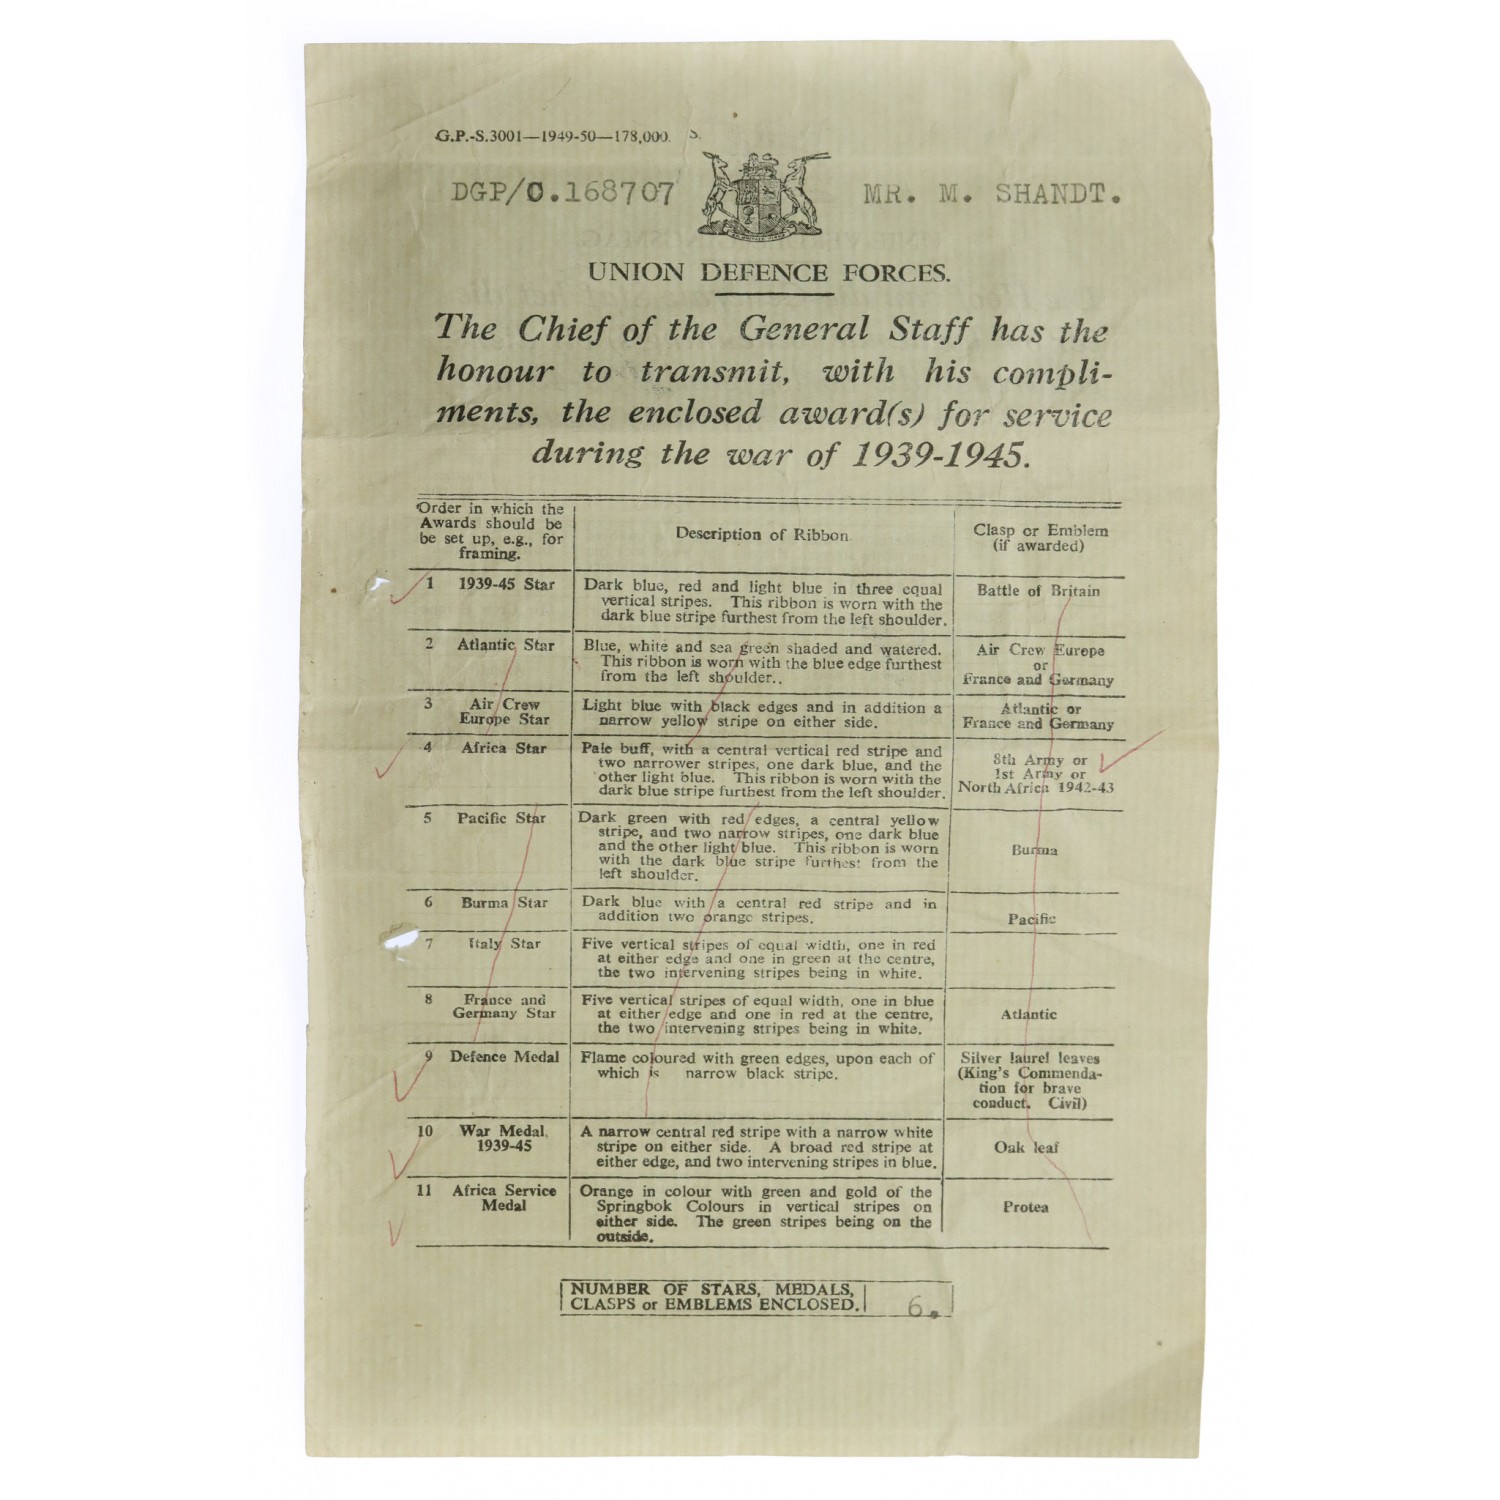 G.P.-S.3001—1949-50—178,000. S.
DGP/O.168707 MR. M. SHANDT.
UNION DEFENCE FORCES.
The Chief of the General Staff has the
honour to transmit, with his compli-
ments, the enclosed award(s) for service
during the war of 1939-1945.
Order in which the
Awards should be
be set up, e.g., for
framing.
Description of Ribbon
Clasp or Emblem
(if awarded)
1 1939-45 Star
Dark blue, red and light blue in three equal
vertical stripes. This ribbon is worn with the
dark blue stripe furthest from the left shoulder.
Battle of Britain
2 Atlantic Star
Blue, white and sea green shaded and watered.
This ribbon is worn with the blue edge furthest
from the left shoulder..
Air Crew Europe
or
France and Germany
3 Air Crew
Europe Star
Light blue with black edges and in addition a
narrow yellow stripe on either side.
Atlantic or
France and Germany
4 Africa Star
Pale buff, with a central vertical red stripe and
two narrower stripes, one dark blue, and the
other light blue. This ribbon is worn with the
dark blue stripe furthest from the left shoulder.
8th Army or
1st Army or
North Africa 1942-43
5 Pacific Star
Dark green with red edges, a central yellow
stripe, and two narrow stripes, one dark blue
and the other light blue. This ribbon is worn
with the dark blue stripe furthest from the
left shoulder.
Burma
6 Burma Star
Dark blue with a central red stripe and in
addition two orange stripes.
Pacific
7 Italy Star
Five vertical stripes of equal width, one in red
at either edge and one in green at the centre,
the two intervening stripes being in white.
8 France and
Germany Star
Five vertical stripes of equal width, one in blue
at either edge and one in red at the centre,
the two intervening stripes being in white.
Atlantic
9 Defence Medal
Flame coloured with green edges, upon each of
which is narrow black stripe.
Silver laurel leaves
(King's Commenda-
tion for brave
conduct. Civil)
10 War Medal,
1939-45
A narrow central red stripe with a narrow white
stripe on either side. A broad red stripe at
either edge, and two intervening stripes in blue.
Oak leaf
11 Africa Service
Medal
Orange in colour with green and gold of the
Springbok Colours in vertical stripes on
either side. The green stripes being on the
outside.
Protea
NUMBER OF STARS, MEDALS,
CLASPS or EMBLEMS ENCLOSED. 6.